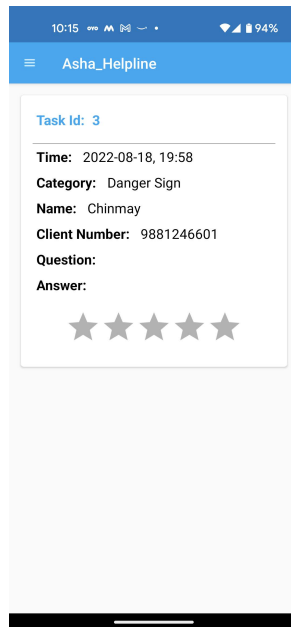 10:15 94%
Asha_Helpline
Task Id: 3
Time: 2022-08-18, 19:58
Category: Danger Sign
Name: Chinmay
Client Number: 9881246601
Question:
Answer: